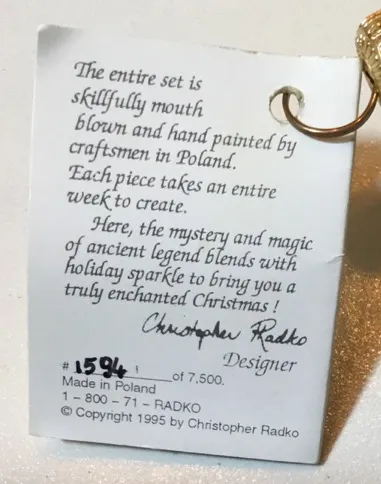 The entire set is
skillfully mouth
blown and hand painted by
craftsmen in Poland.
Each piece takes an entire
week to create.
Here, the mystery and magic
of ancient legend blends with
holiday sparkle to bring you a
truly enchanted Christmas !
Christopher Radko
Designer
# 1594 of 7,500.
Made in Poland
1 – 800 – 71 – RADKO
© Copyright 1995 by Christopher Radko